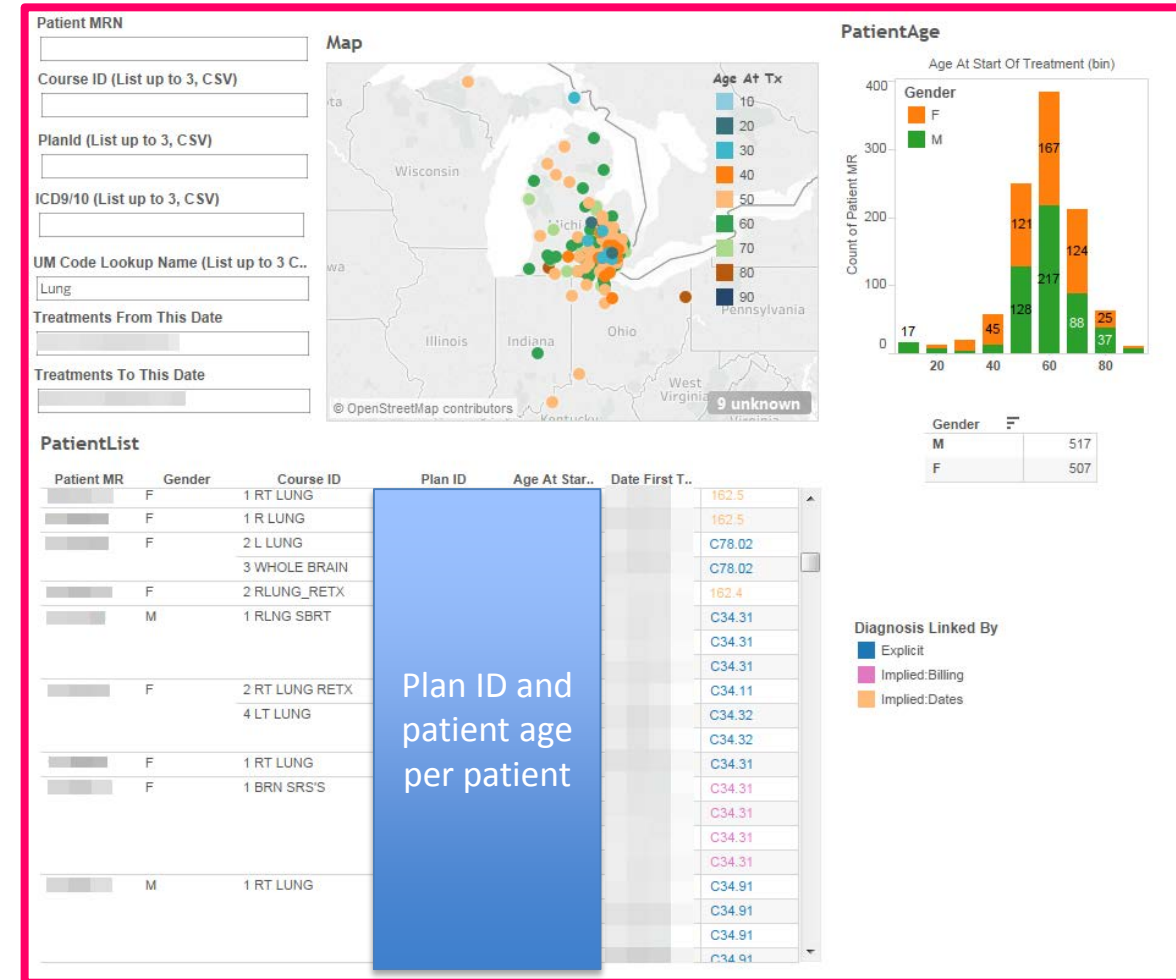 Patient MRN
Course ID (List up to 3, CSV)
PlanId (List up to 3, CSV)
ICD9/10 (List up to 3, CSV)
UM Code Lookup Name (List up to 3 C..
Lung
Treatments From This Date
Treatments To This Date
Map
Wisconsin
Michi
Illinois
Indiana
Ohio
Pennsylvania
West
Virginia
Kentucky
Virginia
© OpenStreetMap contributors
9 unknown
Age At Tx
10
20
30
40
50
60
70
80
90
PatientAge
Age At Start Of Treatment (bin)
Gender
F
M
Count of Patient MR
400
300
200
100
0
17
45
121
128
167
217
124
88
25
37
20 40 60 80
Gender
M 517
F 507
PatientList
Patient MR Gender Course ID Plan ID Age At Star.. Date First T..
F 1 RT LUNG 162.5
F 1 R LUNG 162.5
F 2 L LUNG C78.02
3 WHOLE BRAIN C78.02
F 2 RLUNG_RETX 162.4
M 1 RLNG SBRT C34.31
C34.31
C34.31
F 2 RT LUNG RETX C34.11
4 LT LUNG C34.32
C34.32
F 1 RT LUNG C34.31
F 1 BRN SRS'S C34.31
C34.31
C34.31
C34.31
M 1 RT LUNG C34.91
C34.91
C34.91
C34.91
Plan ID and
patient age
per patient
Diagnosis Linked By
Explicit
Implied:Billing
Implied:Dates